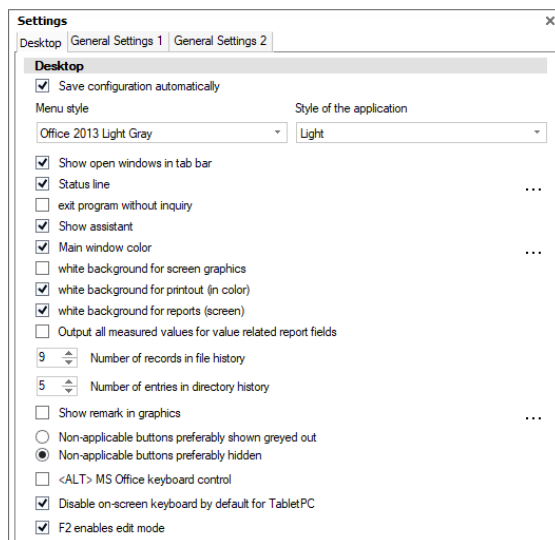 Settings
Desktop General Settings 1 General Settings 2
Desktop
Save configuration automatically
Menu style Style of the application
Office 2013 Light Gray Light
Show open windows in tab bar
Status line ...
exit program without inquiry
Show assistant
Main window color ...
white background for screen graphics
white background for printout (in color)
white background for reports (screen)
Output all measured values for value related report fields
9 Number of records in file history
5 Number of entries in directory history
Show remark in graphics ...
Non-applicable buttons preferably shown greyed out
Non-applicable buttons preferably hidden
<ALT> MS Office keyboard control
Disable on-screen keyboard by default for TabletPC
F2 enables edit mode